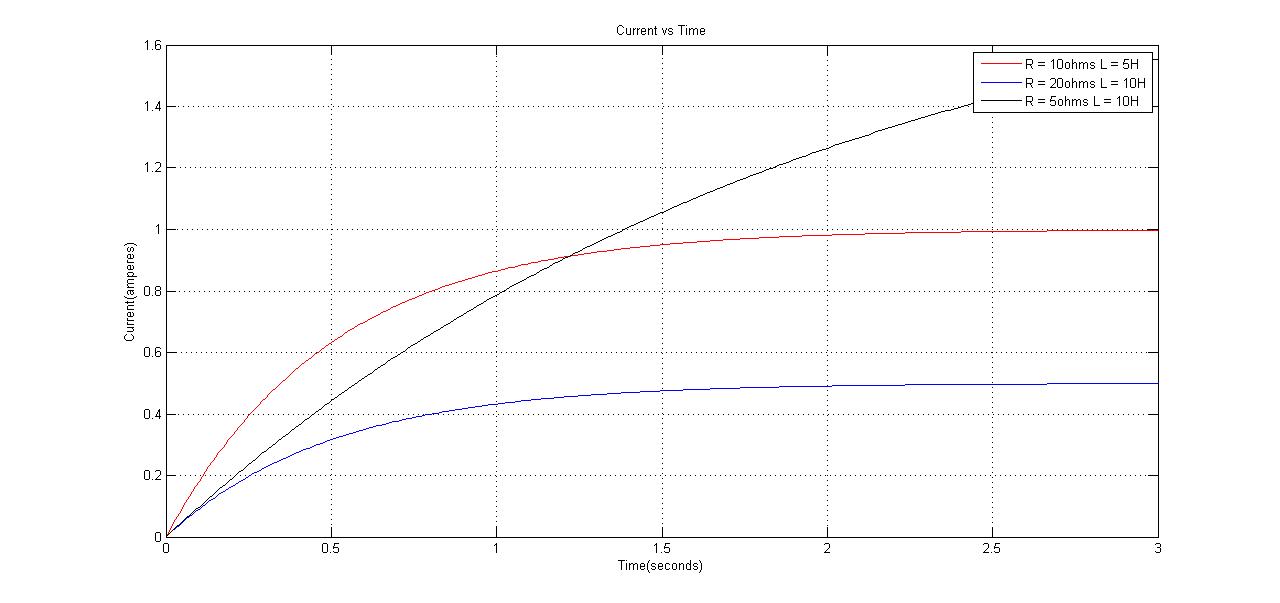 Current vs Time
R = 10ohms L = 5H
R = 20ohms L = 10H
R = 5ohms L = 10H
Current(amperes)
1.6
1.4
1.2
1
0.8
0.6
0.4
0.2
0
0 0.5 1 1.5 2 2.5 3
Time(seconds)